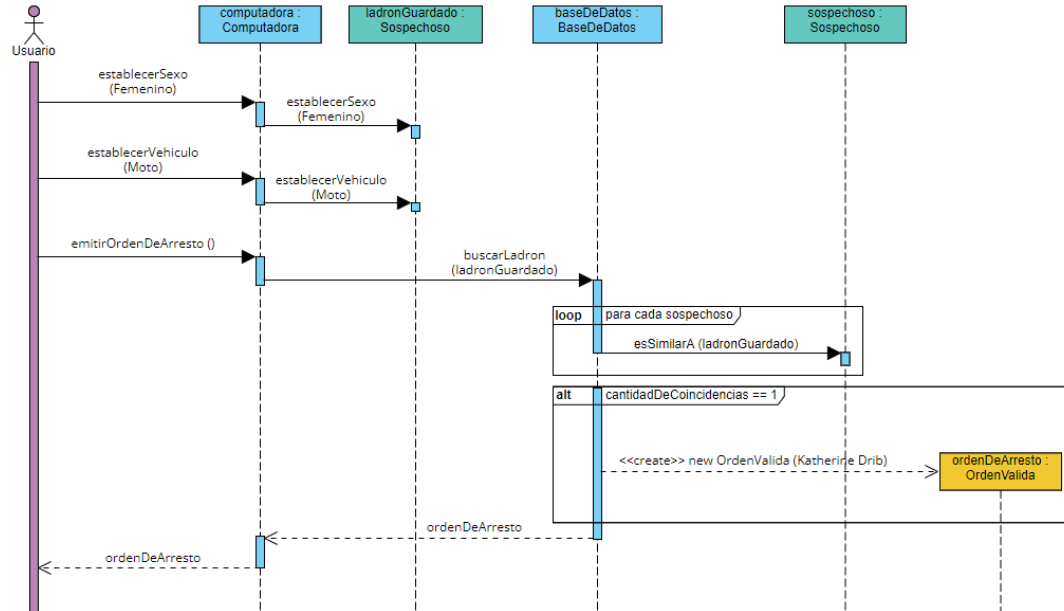 computadora :
Computadora
ladronGuardado :
Sospechoso
baseDeDatos :
BaseDeDatos
sospechoso :
Sospechoso
Usuario
establecerSexo
(Femenino)
establecerSexo
(Femenino)
establecerVehiculo
(Moto)
establecerVehiculo
(Moto)
emitirOrdenDeArresto ()
buscarLadron
(ladronGuardado)
loop
para cada sospechoso
esSimilarA (ladronGuardado)
alt
cantidadDeCoincidencias == 1
<<create>> new OrdenValida (Katherine Drib)
ordenDeArresto :
OrdenValida
ordenDeArresto
ordenDeArresto